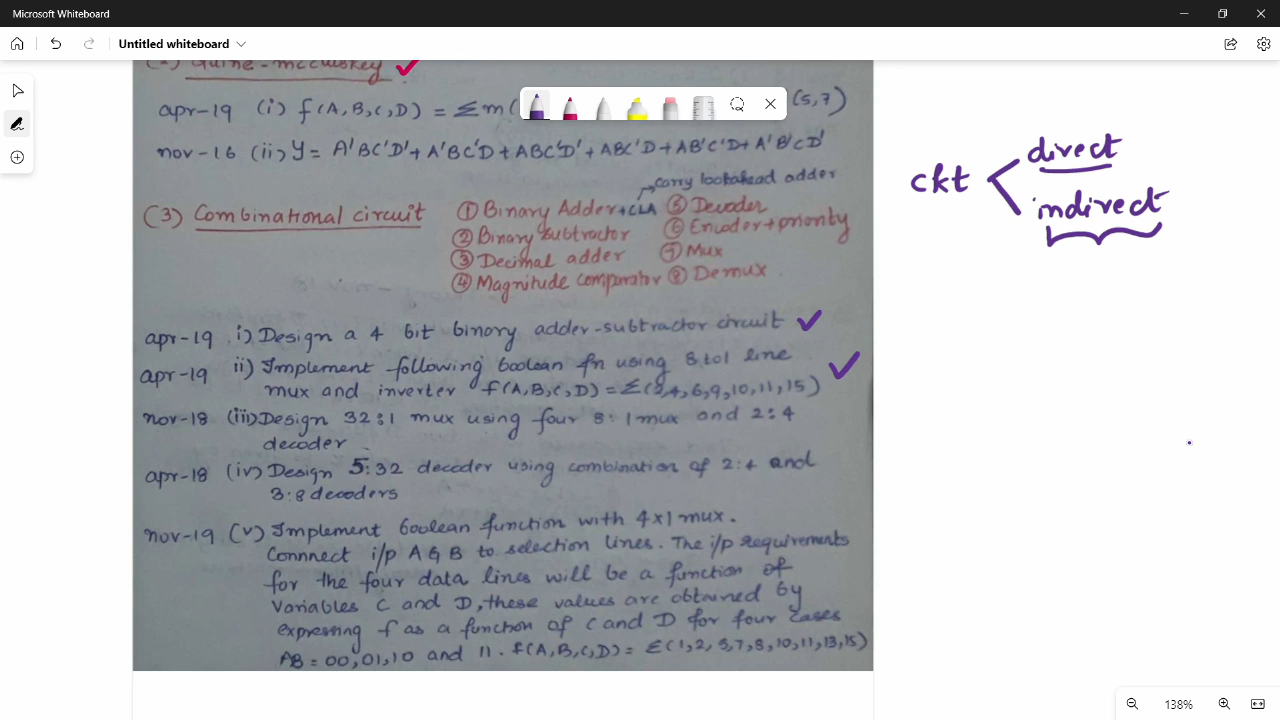 Microsoft Whiteboard
Untitled whiteboard
Quine-mccluskey
apr-19 (i) f(A,B,C,D) = Σm( (5,7)
nov-16 (ii) Y = A'BC'D' + A'BC'D + ABC'D' + ABC'D + AB'C'D + A'B'CD'
carry lookahead adder
(3) Combinational circuit
① Binary Adder + CLA ⑤ Decoder
② Binary subtractor ⑥ Encoder + priority
③ Decimal adder ⑦ Mux
④ Magnitude comparator ⑧ Demux
apr-19 i) Design a 4 bit binary adder-subtractor circuit
apr-19 ii) Implement following boolean fn using 8 to1 line
mux and inverter f(A,B,C,D) = Σ(2,4,6,9,10,11,15)
nov-18 (iii) Design 32:1 mux using four 8:1 mux and 2:4
decoder
apr-18 (iv) Design 5:32 decoder using combination of 2:4 and
3:8 decoders
nov-19 (v) Implement boolean function with 4x1 mux.
Connnect i/p A & B to selection lines. The i/p requirements
for the four data lines will be a function of
variables C and D, these values are obtained by
expressing f as a function of C and D for four cases
AB = 00,01,10 and 11. f(A,B,C,D) = Σ(1,2, 7,8,10,11,13,15)
ckt
direct
indirect
138%